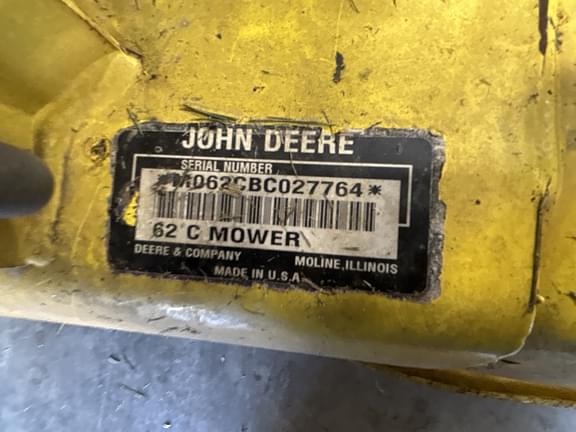 JOHN DEERE
SERIAL NUMBER
*M062CBC027764*
62 C MOWER
DEERE & COMPANY MOLINE, ILLINOIS
MADE IN U.S.A